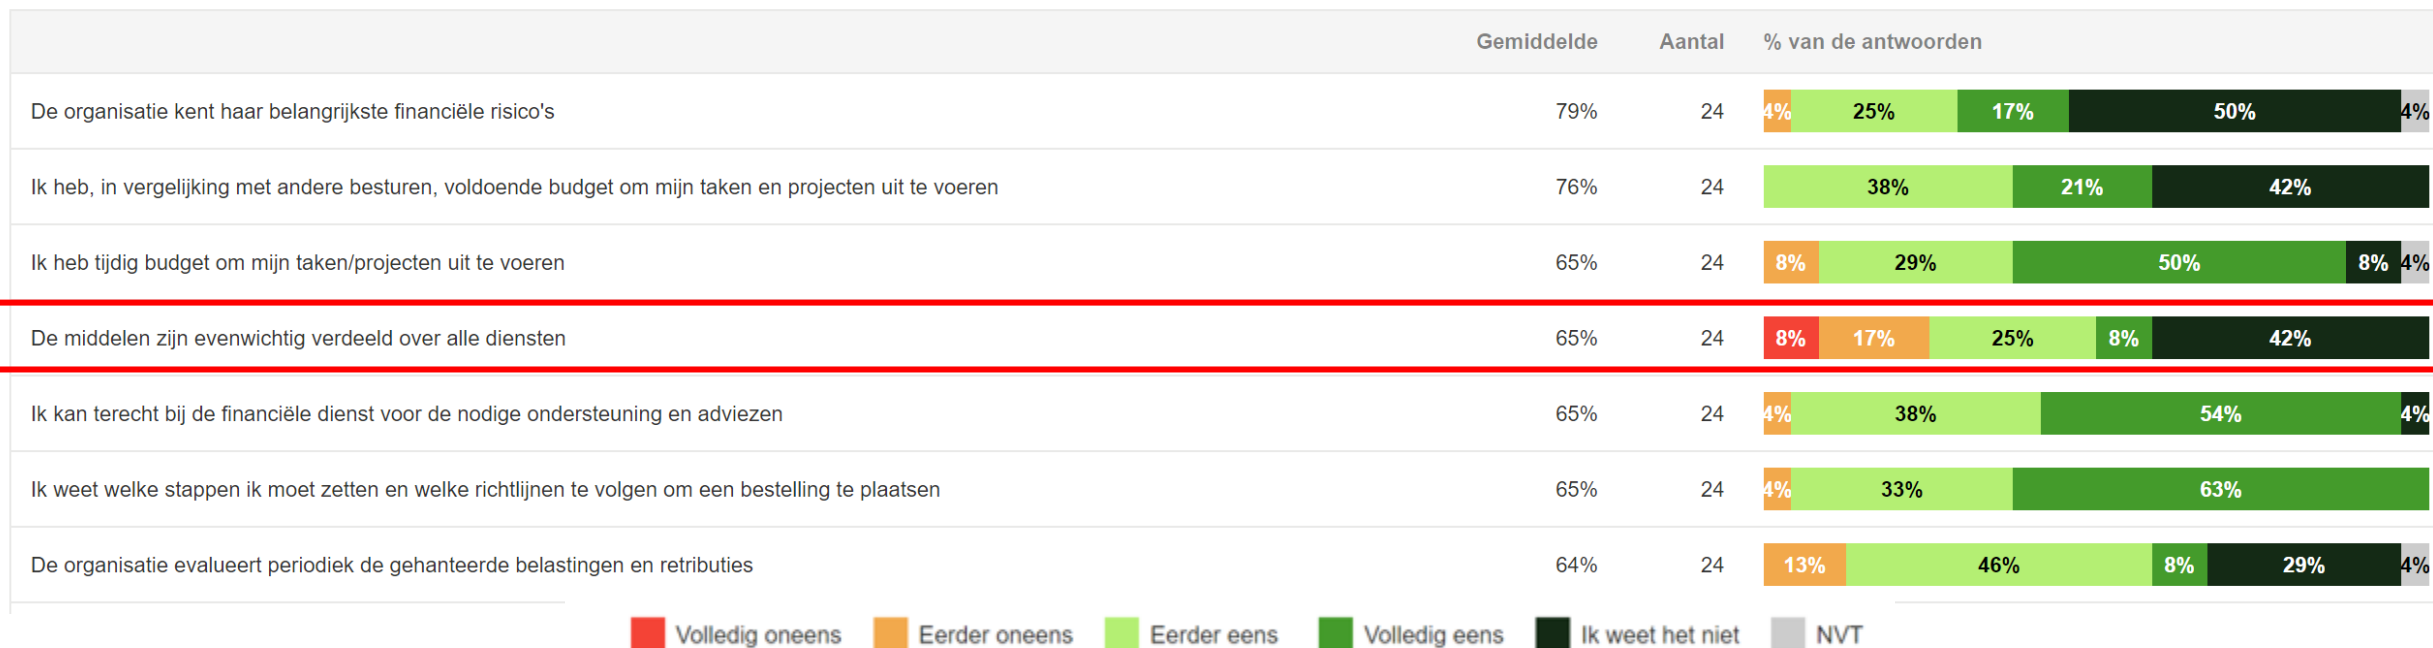 Gemiddelde Aantal % van de antwoorden
De organisatie kent haar belangrijkste financiële risico's 79% 24 4% 25% 17% 50% 4%
Ik heb, in vergelijking met andere besturen, voldoende budget om mijn taken en projecten uit te voeren 76% 24 38% 21% 42%
Ik heb tijdig budget om mijn taken/projecten uit te voeren 65% 24 8% 29% 50% 8% 4%
De middelen zijn evenwichtig verdeeld over alle diensten 65% 24 8% 17% 25% 8% 42%
Ik kan terecht bij de financiële dienst voor de nodige ondersteuning en adviezen 65% 24 4% 38% 54% 4%
Ik weet welke stappen ik moet zetten en welke richtlijnen te volgen om een bestelling te plaatsen 65% 24 4% 33% 63%
De organisatie evalueert periodiek de gehanteerde belastingen en retributies 64% 24 13% 46% 8% 29% 4%
Volledig oneens Eerder oneens Eerder eens Volledig eens Ik weet het niet NVT